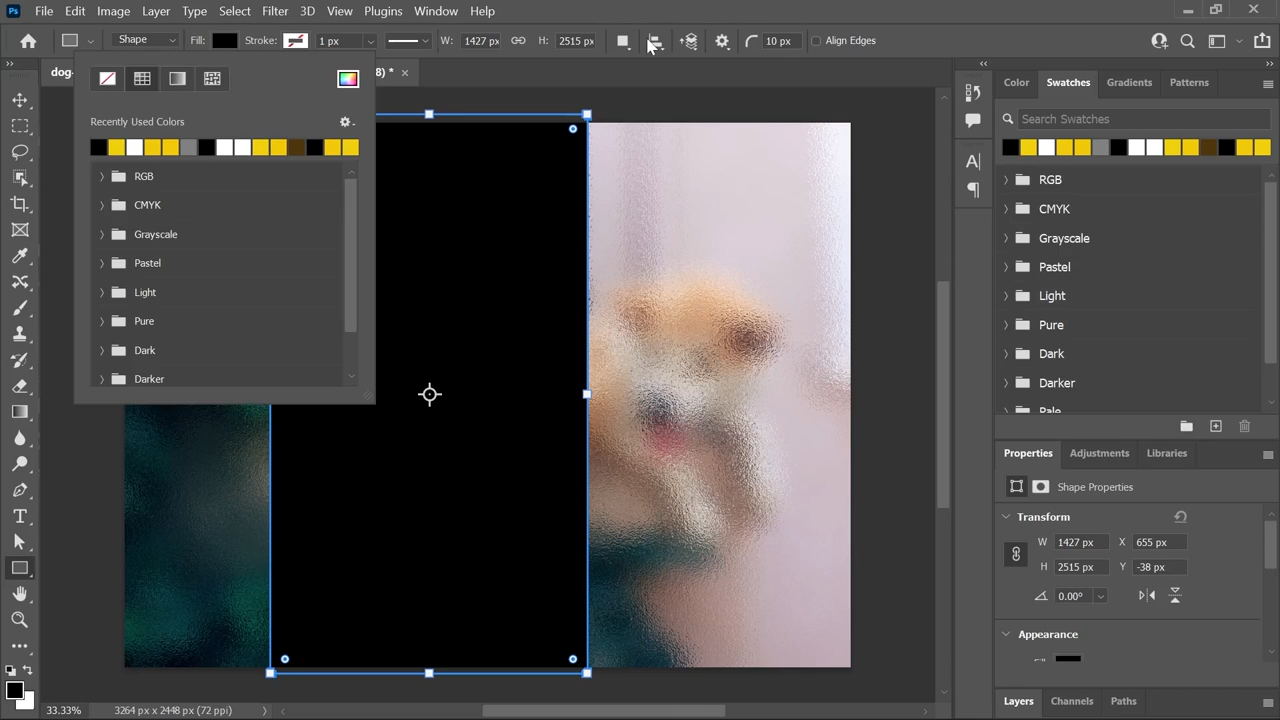 Ps File Edit Image Layer Type Select Filter 3D View Plugins Window Help
Shape Fill: Stroke: 1 px W: 1427 px H: 2515 px 10 px Align Edges
dog- 8) * ×
Recently Used Colors
RGB
CMYK
Grayscale
Pastel
Light
Pure
Dark
Darker
Color Swatches Gradients Patterns
Search Swatches
RGB
CMYK
Grayscale
Pastel
Light
Pure
Dark
Darker
Pale
Properties Adjustments Libraries
Shape Properties
Transform
W 1427 px X 655 px
H 2515 px Y -38 px
0.00°
Appearance
Layers Channels Paths
33.33% 3264 px x 2448 px (72 ppi)